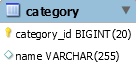 category
category_id BIGINT(20)
name VARCHAR(255)